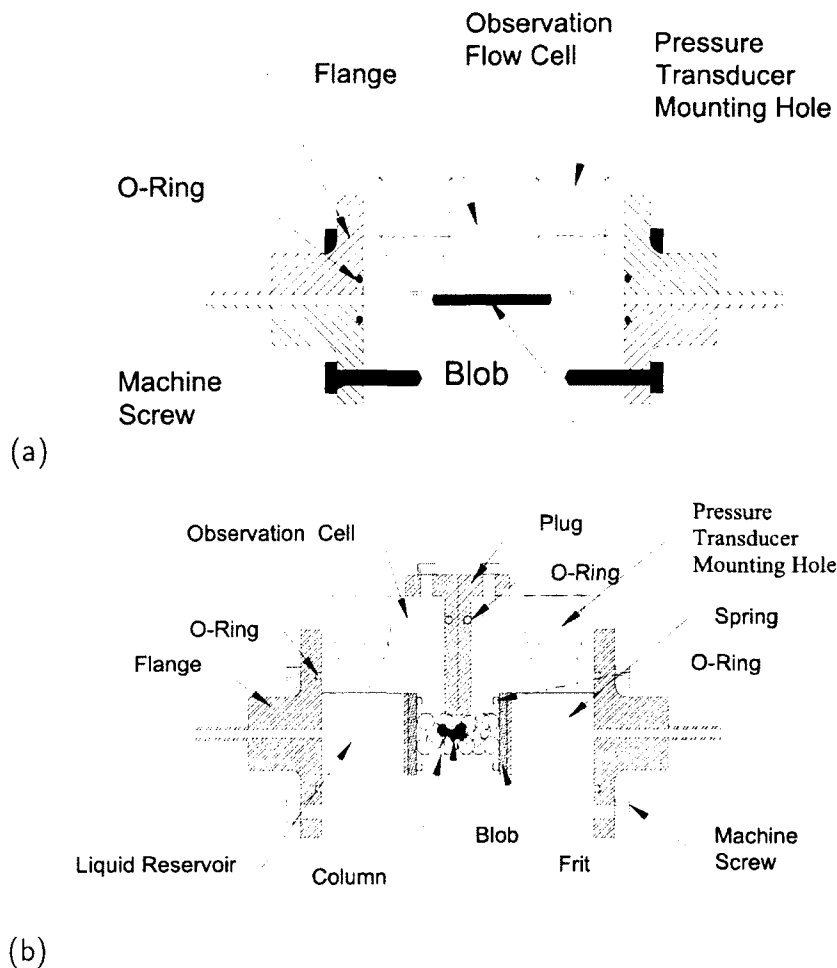 Observation
Flow Cell
Pressure
Transducer
Mounting Hole
Flange
O-Ring
Machine
Screw
Blob
(a)
Observation Cell
Plug
Pressure
Transducer
Mounting Hole
O-Ring
O-Ring
Spring
Flange
O-Ring
Liquid Reservoir
Column
Blob
Frit
Machine
Screw
(b)